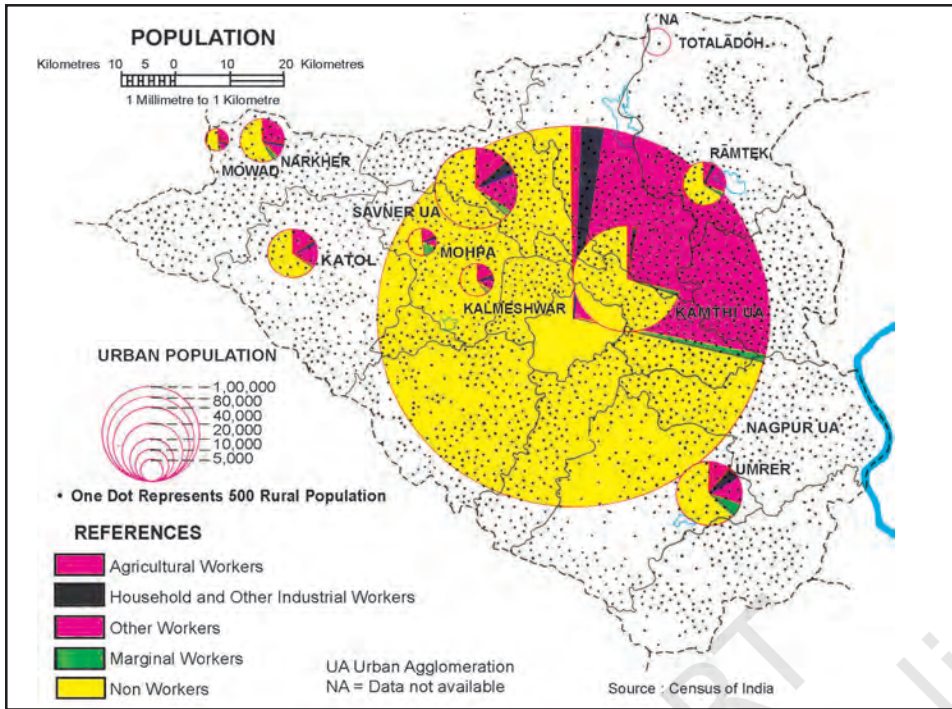 POPULATION
Kilometres 10 5 0 10 20 Kilometres
1 Millimetre to 1 Kilometre
NA
TOTALĀDOH
MOWAD
NARKHER
RĀMTEK
SAVNER UA
MOHPA
KATOL
KALMESHWAR
KAMTHI UA
NAGPUR UA
UMRER
URBAN POPULATION
1,00,000
80,000
40,000
20,000
10,000
5,000
• One Dot Represents 500 Rural Population
REFERENCES
Agricultural Workers
Household and Other Industrial Workers
Other Workers
Marginal Workers
Non Workers
UA Urban Agglomeration
NA = Data not available
Source : Census of India